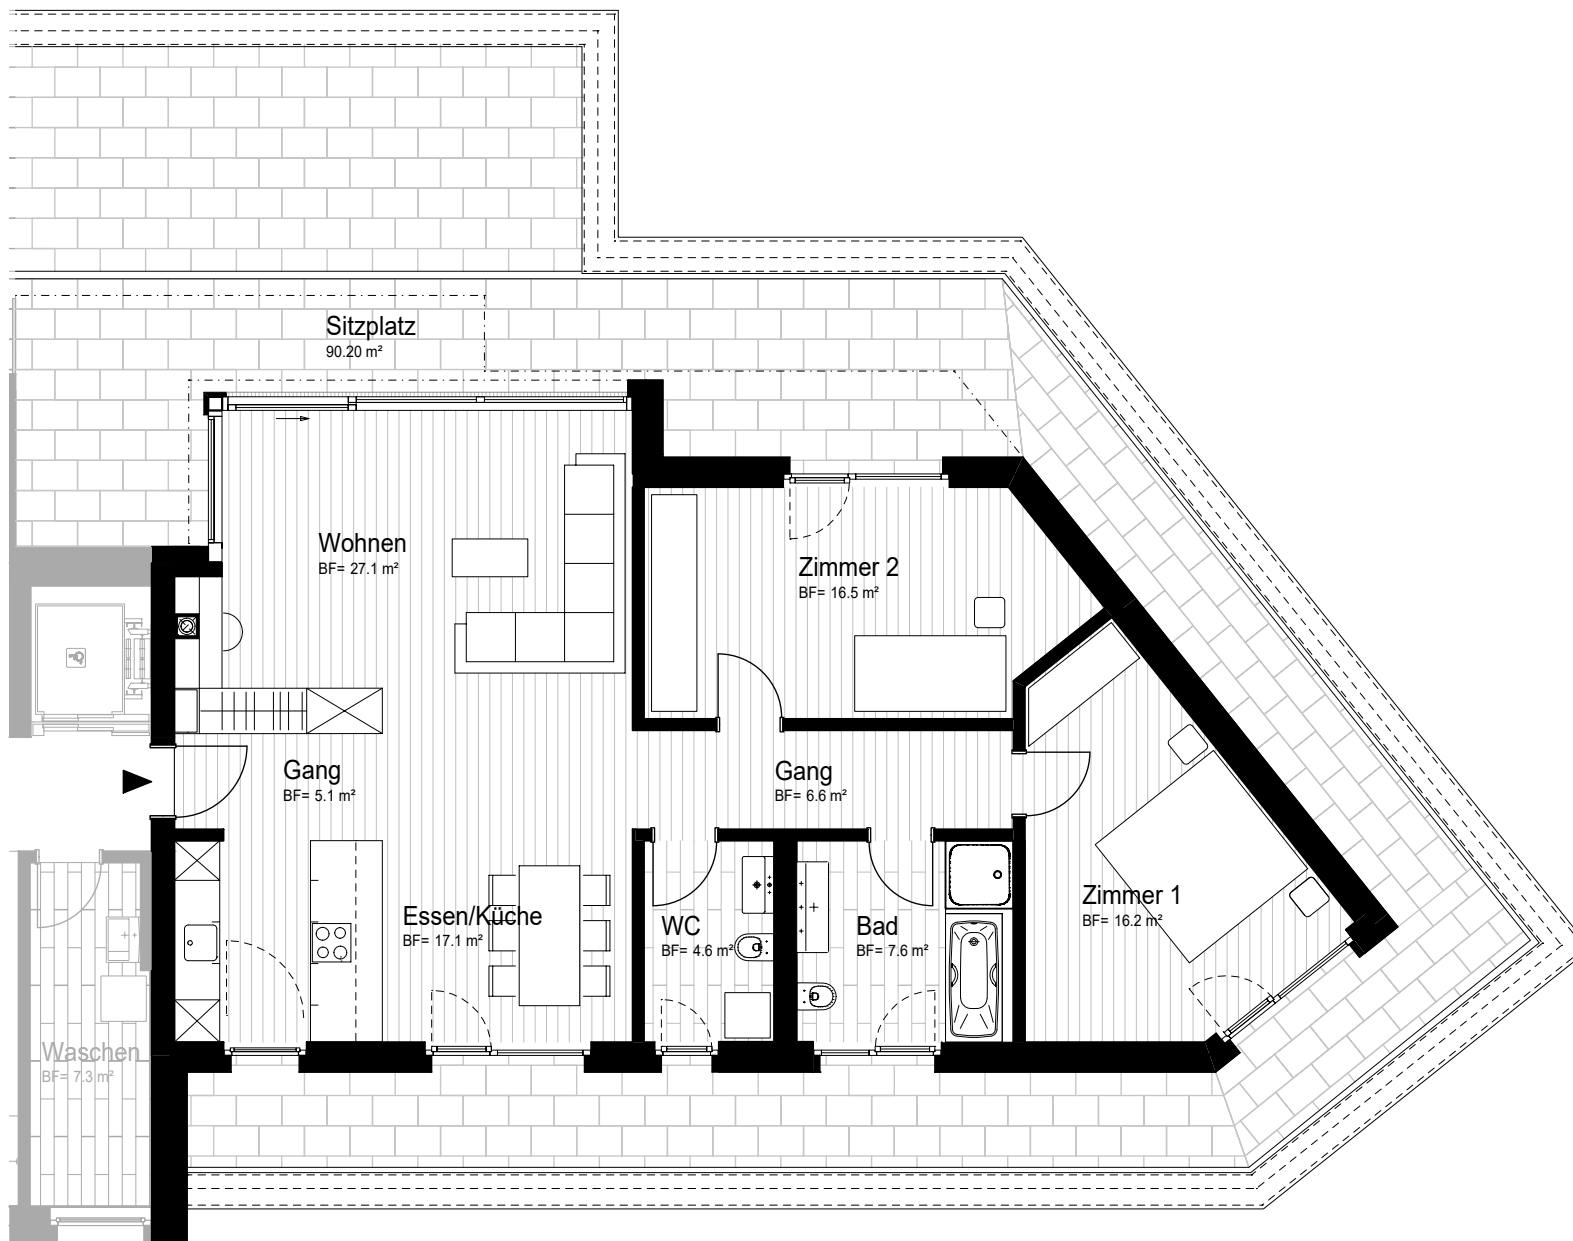 Sitzplatz
90.20 m²
Wohnen
BF= 27.1 m²
Zimmer 2
BF= 16.5 m²
Gang
BF= 5.1 m²
Gang
BF= 6.6 m²
Zimmer 1
BF= 16.2 m²
Essen/Küche
BF= 17.1 m²
WC
BF= 4.6 m²
Bad
BF= 7.6 m²
Waschen
BF= 7.3 m²